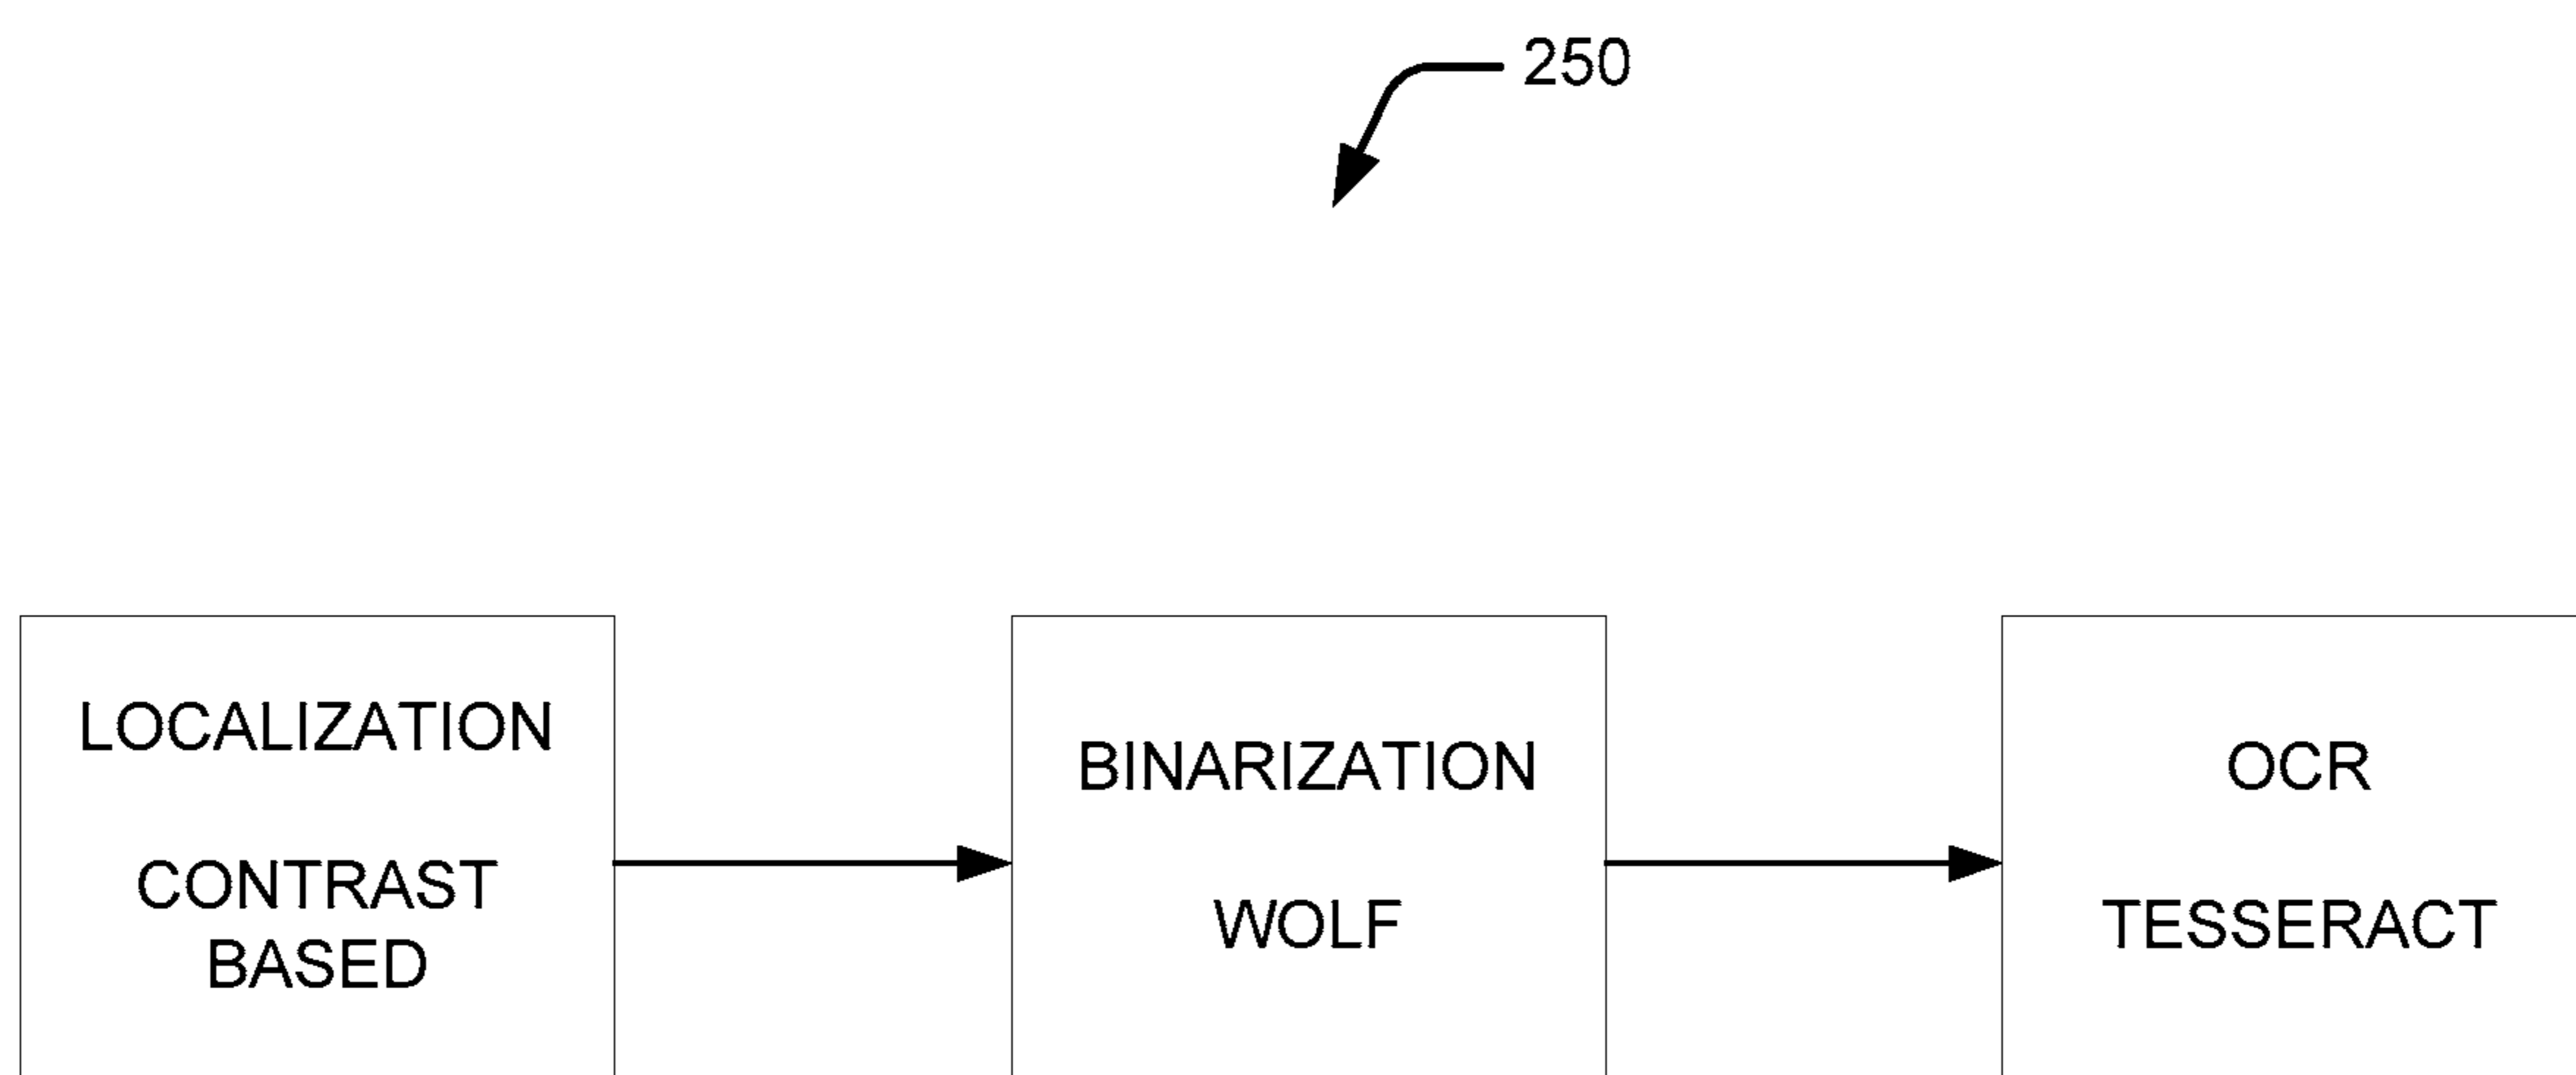 250
LOCALIZATION
CONTRAST
BASED
BINARIZATION
WOLF
OCR
TESSERACT